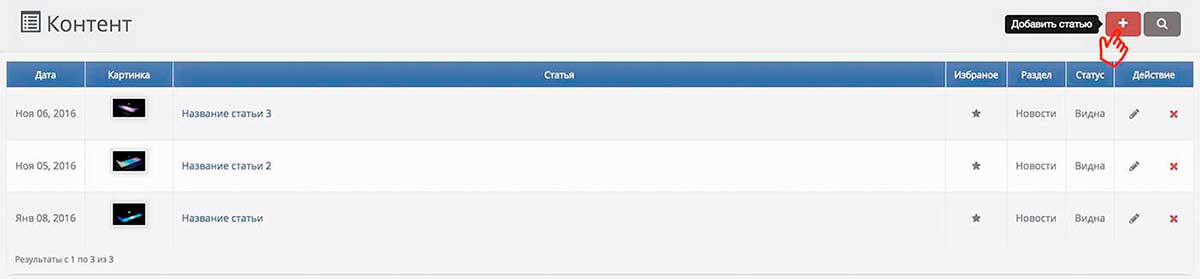 Контент
Добавить статью
Дата Картинка Статья Избраное Раздел Статус Действие
Ноя 06, 2016 Название статьи 3 Новости Видна
Ноя 05, 2016 Название статьи 2 Новости Видна
Янв 08, 2016 Название статьи Новости Видна
Результаты с 1 по 3 из 3